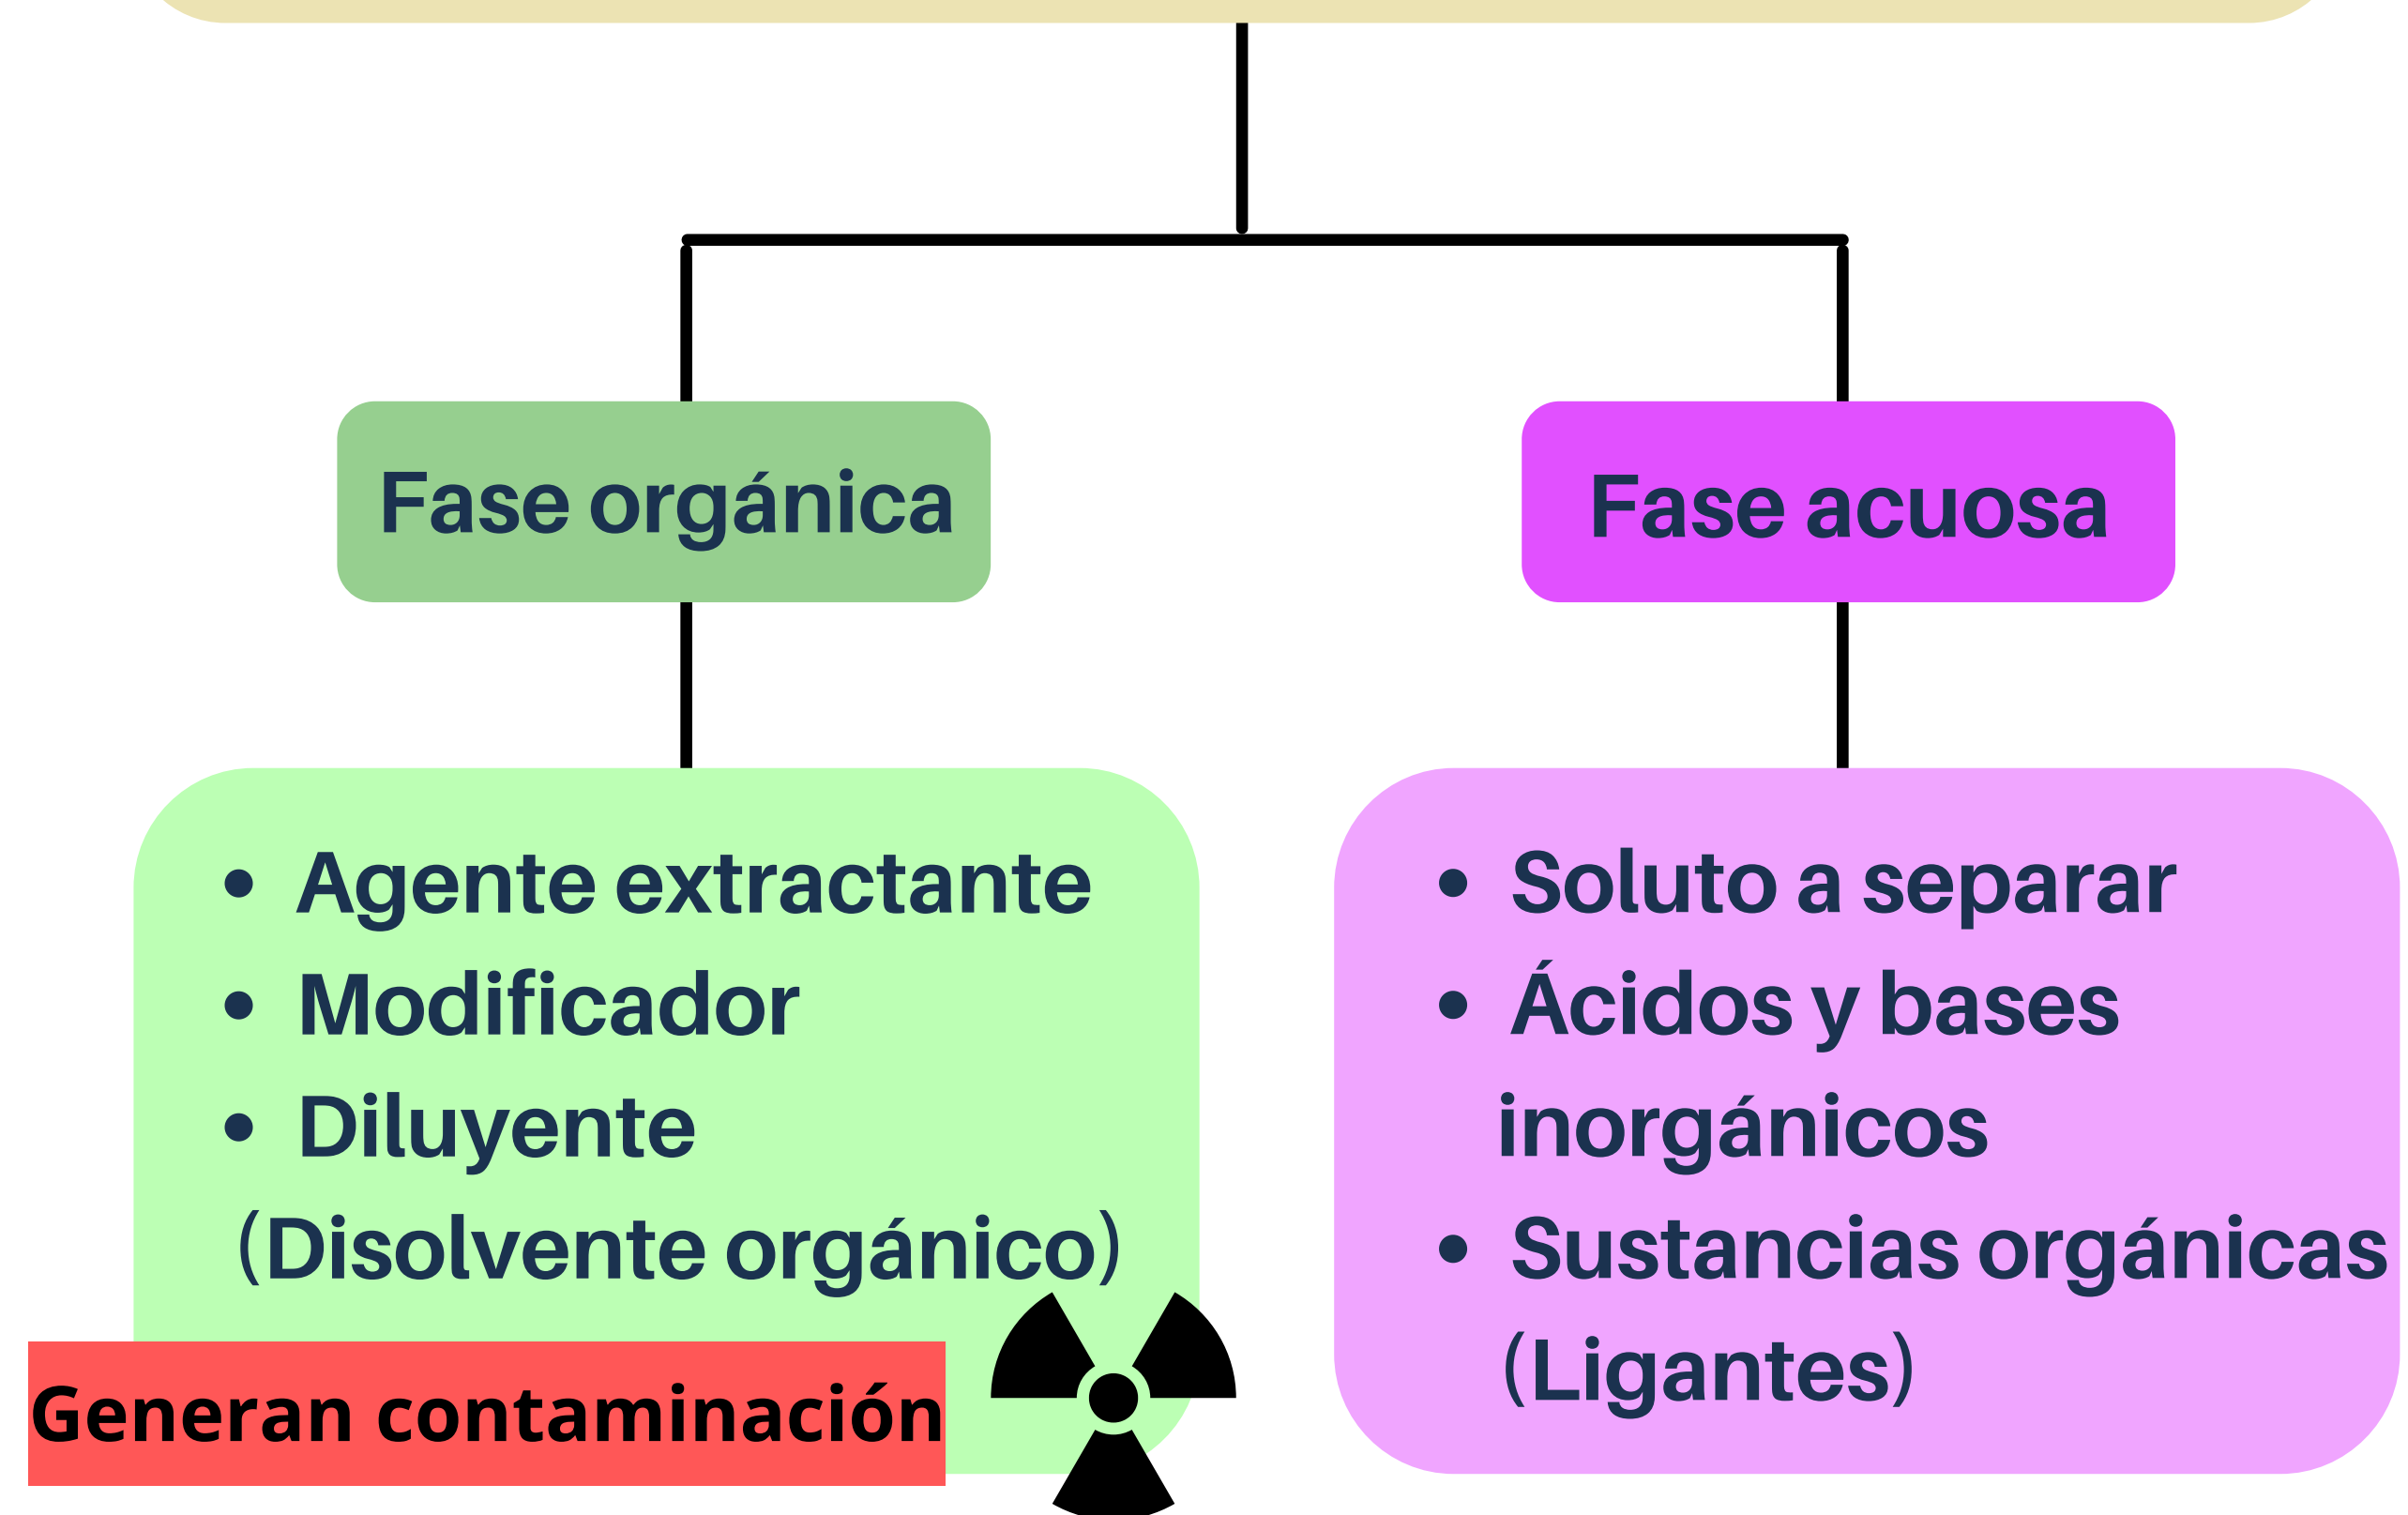 Fase orgánica
Fase acuosa
• Agente extractante
• Modificador
• Diluyente
(Disolvente orgánico)
Generan contaminación
• Soluto a separar
• Ácidos y bases
inorgánicos
• Sustancias orgánicas
(Ligantes)